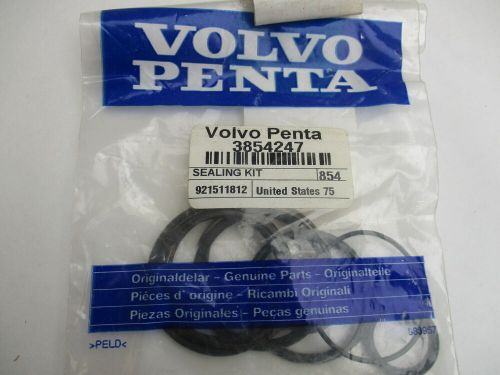 VOLVO
PENTA
Volvo Penta
3854247
SEALING KIT 854
921511812 United States 75
Originaldelar - Genuine Parts - Originalteile
Pièces d'origine - Ricambi Originali
Piezas Originales - Peças genuinas
>PELD<